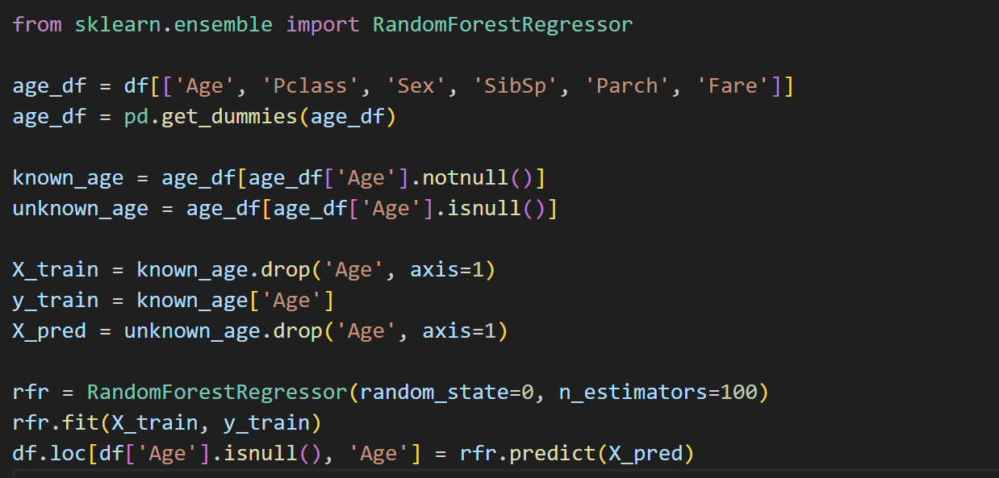 from sklearn.ensemble import RandomForestRegressor
age_df = df[['Age', 'Pclass', 'Sex', 'SibSp', 'Parch', 'Fare']]
age_df = pd.get_dummies(age_df)
known_age = age_df[age_df['Age'].notnull()]
unknown_age = age_df[age_df['Age'].isnull()]
X_train = known_age.drop('Age', axis=1)
y_train = known_age['Age']
X_pred = unknown_age.drop('Age', axis=1)
rfr = RandomForestRegressor(random_state=0, n_estimators=100)
rfr.fit(X_train, y_train)
df.loc[df['Age'].isnull(), 'Age'] = rfr.predict(X_pred)